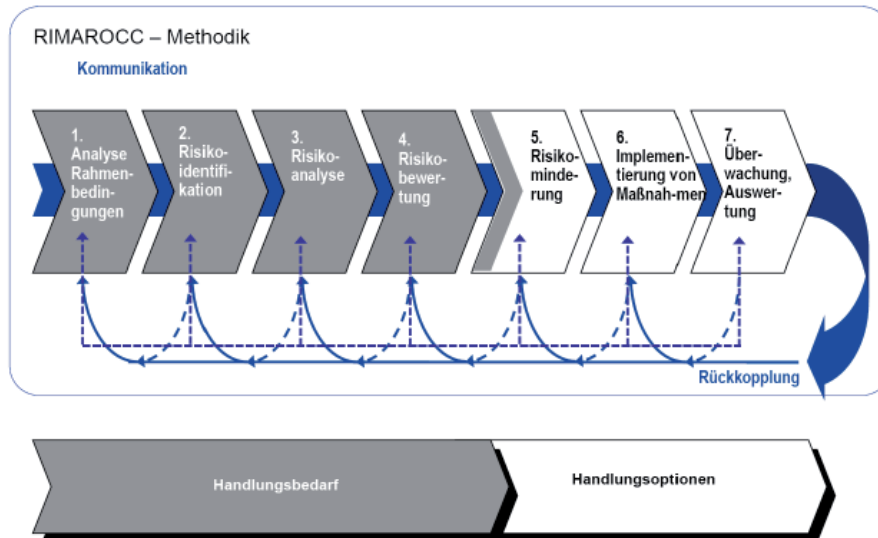 RIMAROCC – Methodik
Kommunikation
1.
Analyse
Rahmen-
bedin-
gungen
2.
Risiko-
identifi-
kation
3.
Risiko-
analyse
4.
Risiko-
bewer-
tung
5.
Risiko-
minde-
rung
6.
Implemen-
tierung von
Maßnah-men
7.
Über-
wachung,
Auswer-
tung
Rückkopplung
Handlungsbedarf
Handlungsoptionen